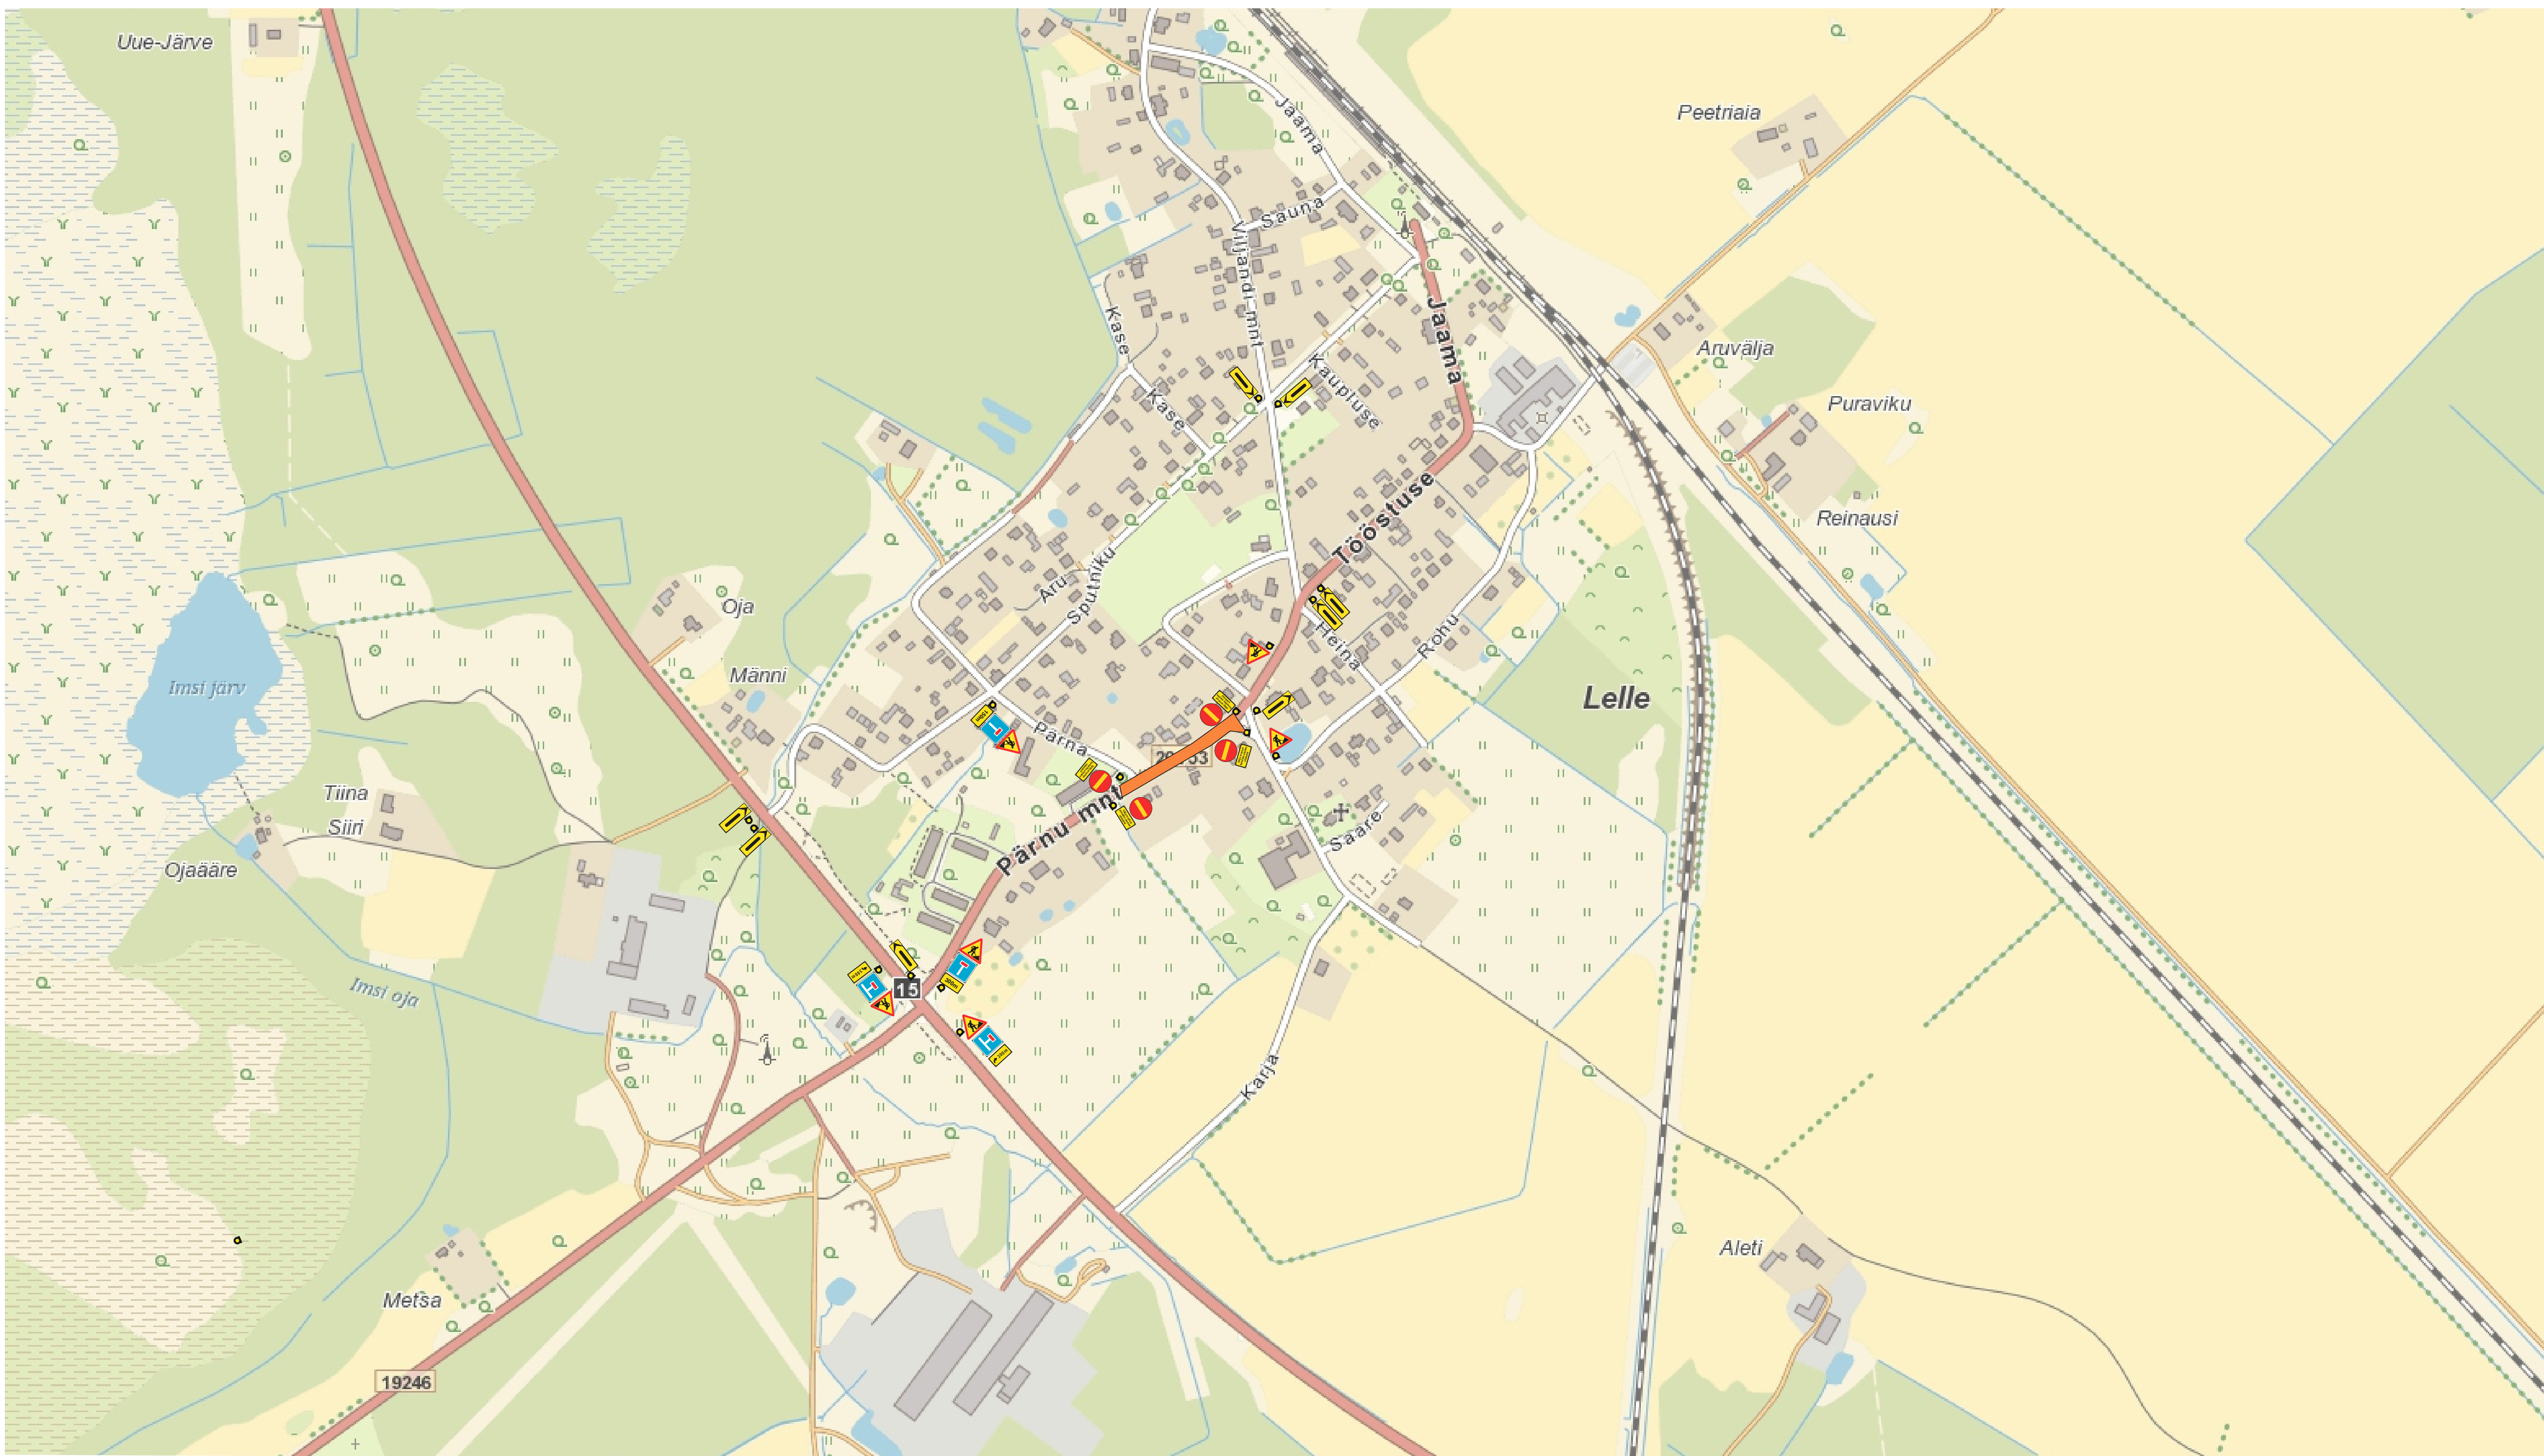 Uue-Järve
Peetriaia
Jaama
Sauna
Viljandi mnt
Jaama
Kase
Kaupluse
Aruvälja
Kase
Puraviku
Tööstuse
Reinausi
Aru
Sputniku
Oja
Heina
Rohu
Männi
Imsi järv
Lelle
Pärna
Tiina
Siiri
Pärnu mnt
Saare
Ojaääre
15
Imsi oja
Karja
Aleti
Metsa
19246